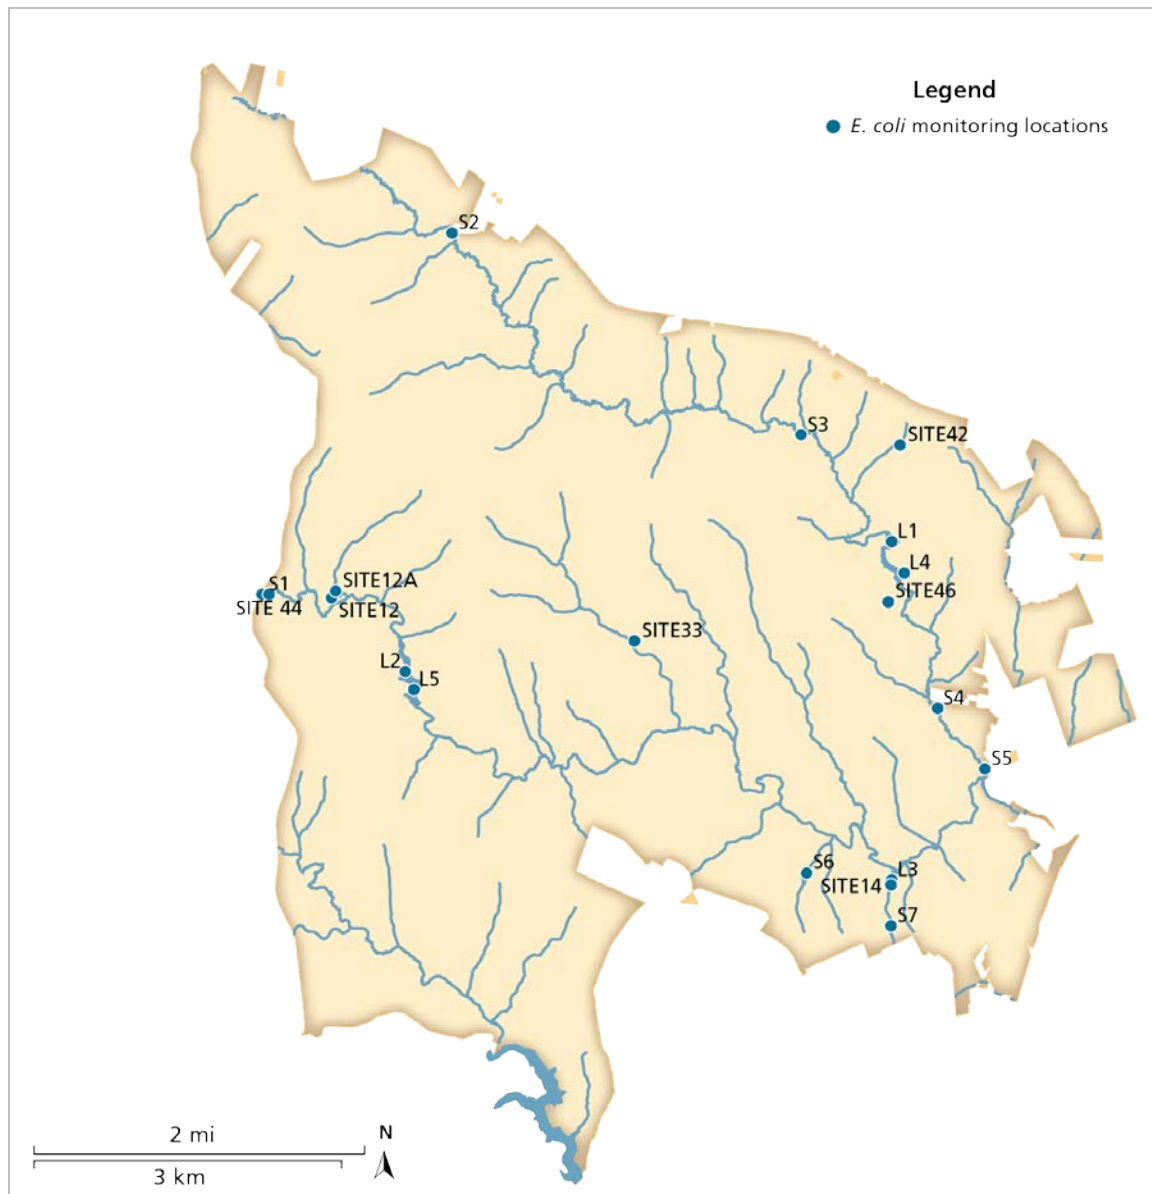 Legend
E. coli monitoring locations
S2
S3
SITE42
L1
L4
S1
SITE12A
SITE46
SITE 44
SITE12
SITE33
L2
L5
S4
S5
S6
L3
SITE14
S7
2 mi
N
3 km